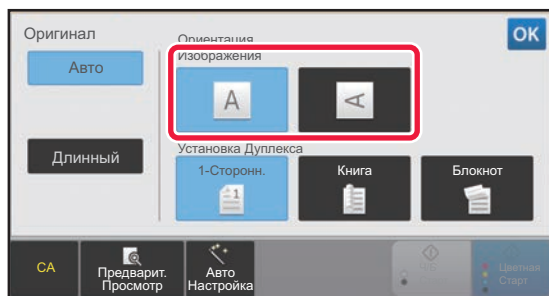 Оригинал
Ориентация
Изображения
OK
Авто
A
A
Длинный
Установка Дуплекса
1-Сторонн.
Книга
Блокнот
1
CA
Предварит.
Просмотр
Авто
Настройка
Цветная
Старт